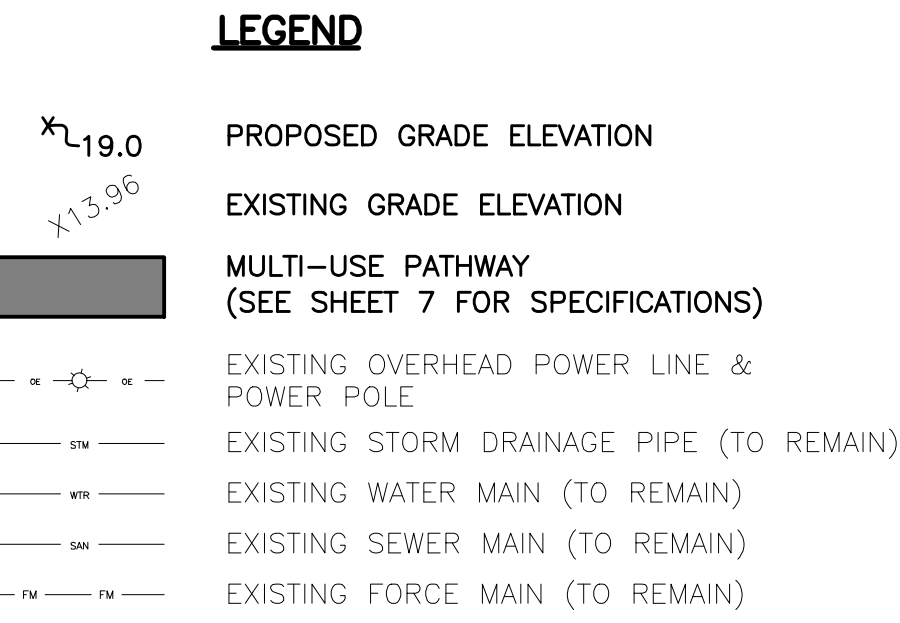 LEGEND
X 19.0 PROPOSED GRADE ELEVATION
X13.96 EXISTING GRADE ELEVATION
MULTI-USE PATHWAY
(SEE SHEET 7 FOR SPECIFICATIONS)
OE OE EXISTING OVERHEAD POWER LINE &
POWER POLE
STM EXISTING STORM DRAINAGE PIPE (TO REMAIN)
WTR EXISTING WATER MAIN (TO REMAIN)
SAN EXISTING SEWER MAIN (TO REMAIN)
FM FM EXISTING FORCE MAIN (TO REMAIN)